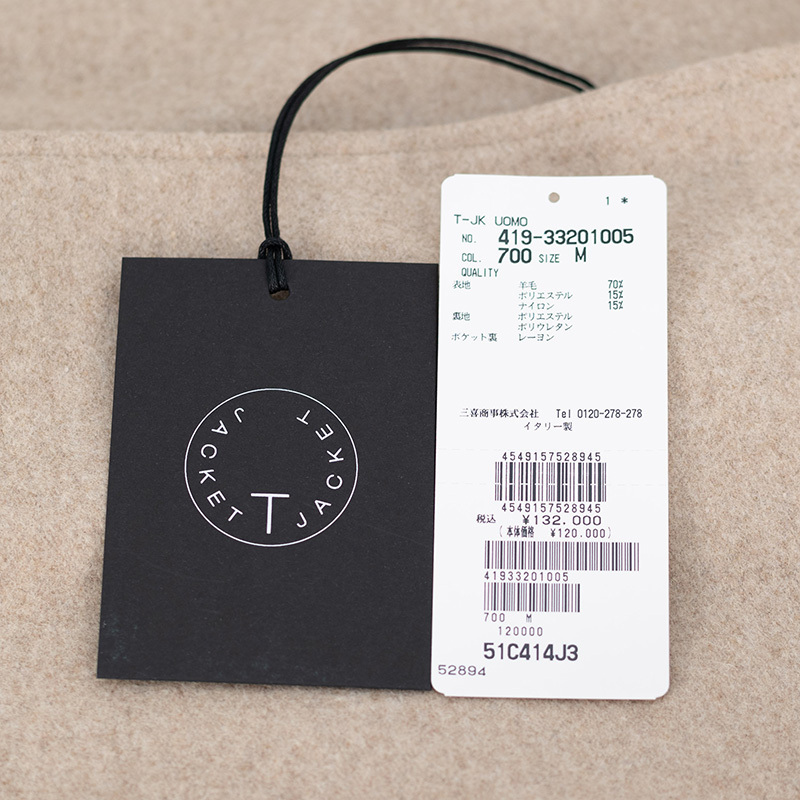 JACKET T JACKET
T-JK UOMO
1 *
NO. 419-33201005
COL. 700 SIZE M
QUALITY
表地 羊毛 70%
ポリエステル 15%
ナイロン 15%
裏地 ポリエステル
ポリウレタン
ポケット裏 レーヨン
三喜商事株式会社 Tel 0120-278-278
イタリー製
4549157528945
4549157528945
税込 ¥132.000
( 本体価格 ¥120.000)
41933201005
700 M
120000
51C414J3
52894